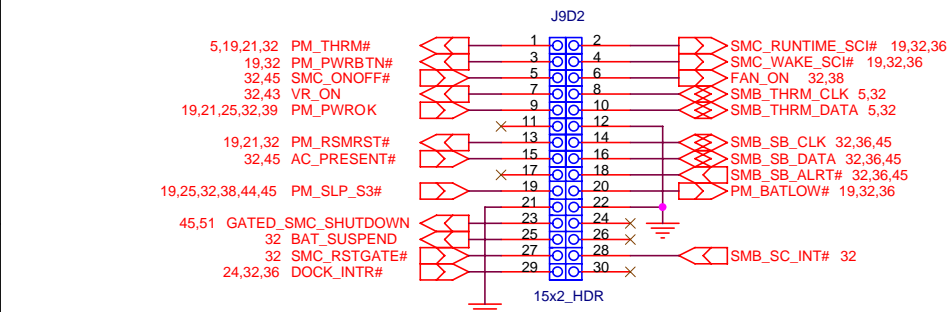 J9D2
5,19,21,32 PM_THRM# 1 2 SMC_RUNTIME_SCI# 19,32,36
19,32 PM_PWRBTN# 3 4 SMC_WAKE_SCI# 19,32,36
32,45 SMC_ONOFF# 5 6 FAN_ON 32,38
32,43 VR_ON 7 8 SMB_THRM_CLK 5,32
19,21,25,32,39 PM_PWROK 9 10 SMB_THRM_DATA 5,32
11 12
19,21,32 PM_RSMRST# 13 14 SMB_SB_CLK 32,36,45
32,45 AC_PRESENT# 15 16 SMB_SB_DATA 32,36,45
17 18 SMB_SB_ALRT# 32,36,45
19,25,32,38,44,45 PM_SLP_S3# 19 20 PM_BATLOW# 19,32,36
21 22
45,51 GATED_SMC_SHUTDOWN 23 24
32 BAT_SUSPEND 25 26
32 SMC_RSTGATE# 27 28 SMB_SC_INT# 32
24,32,36 DOCK_INTR# 29 30
15x2_HDR